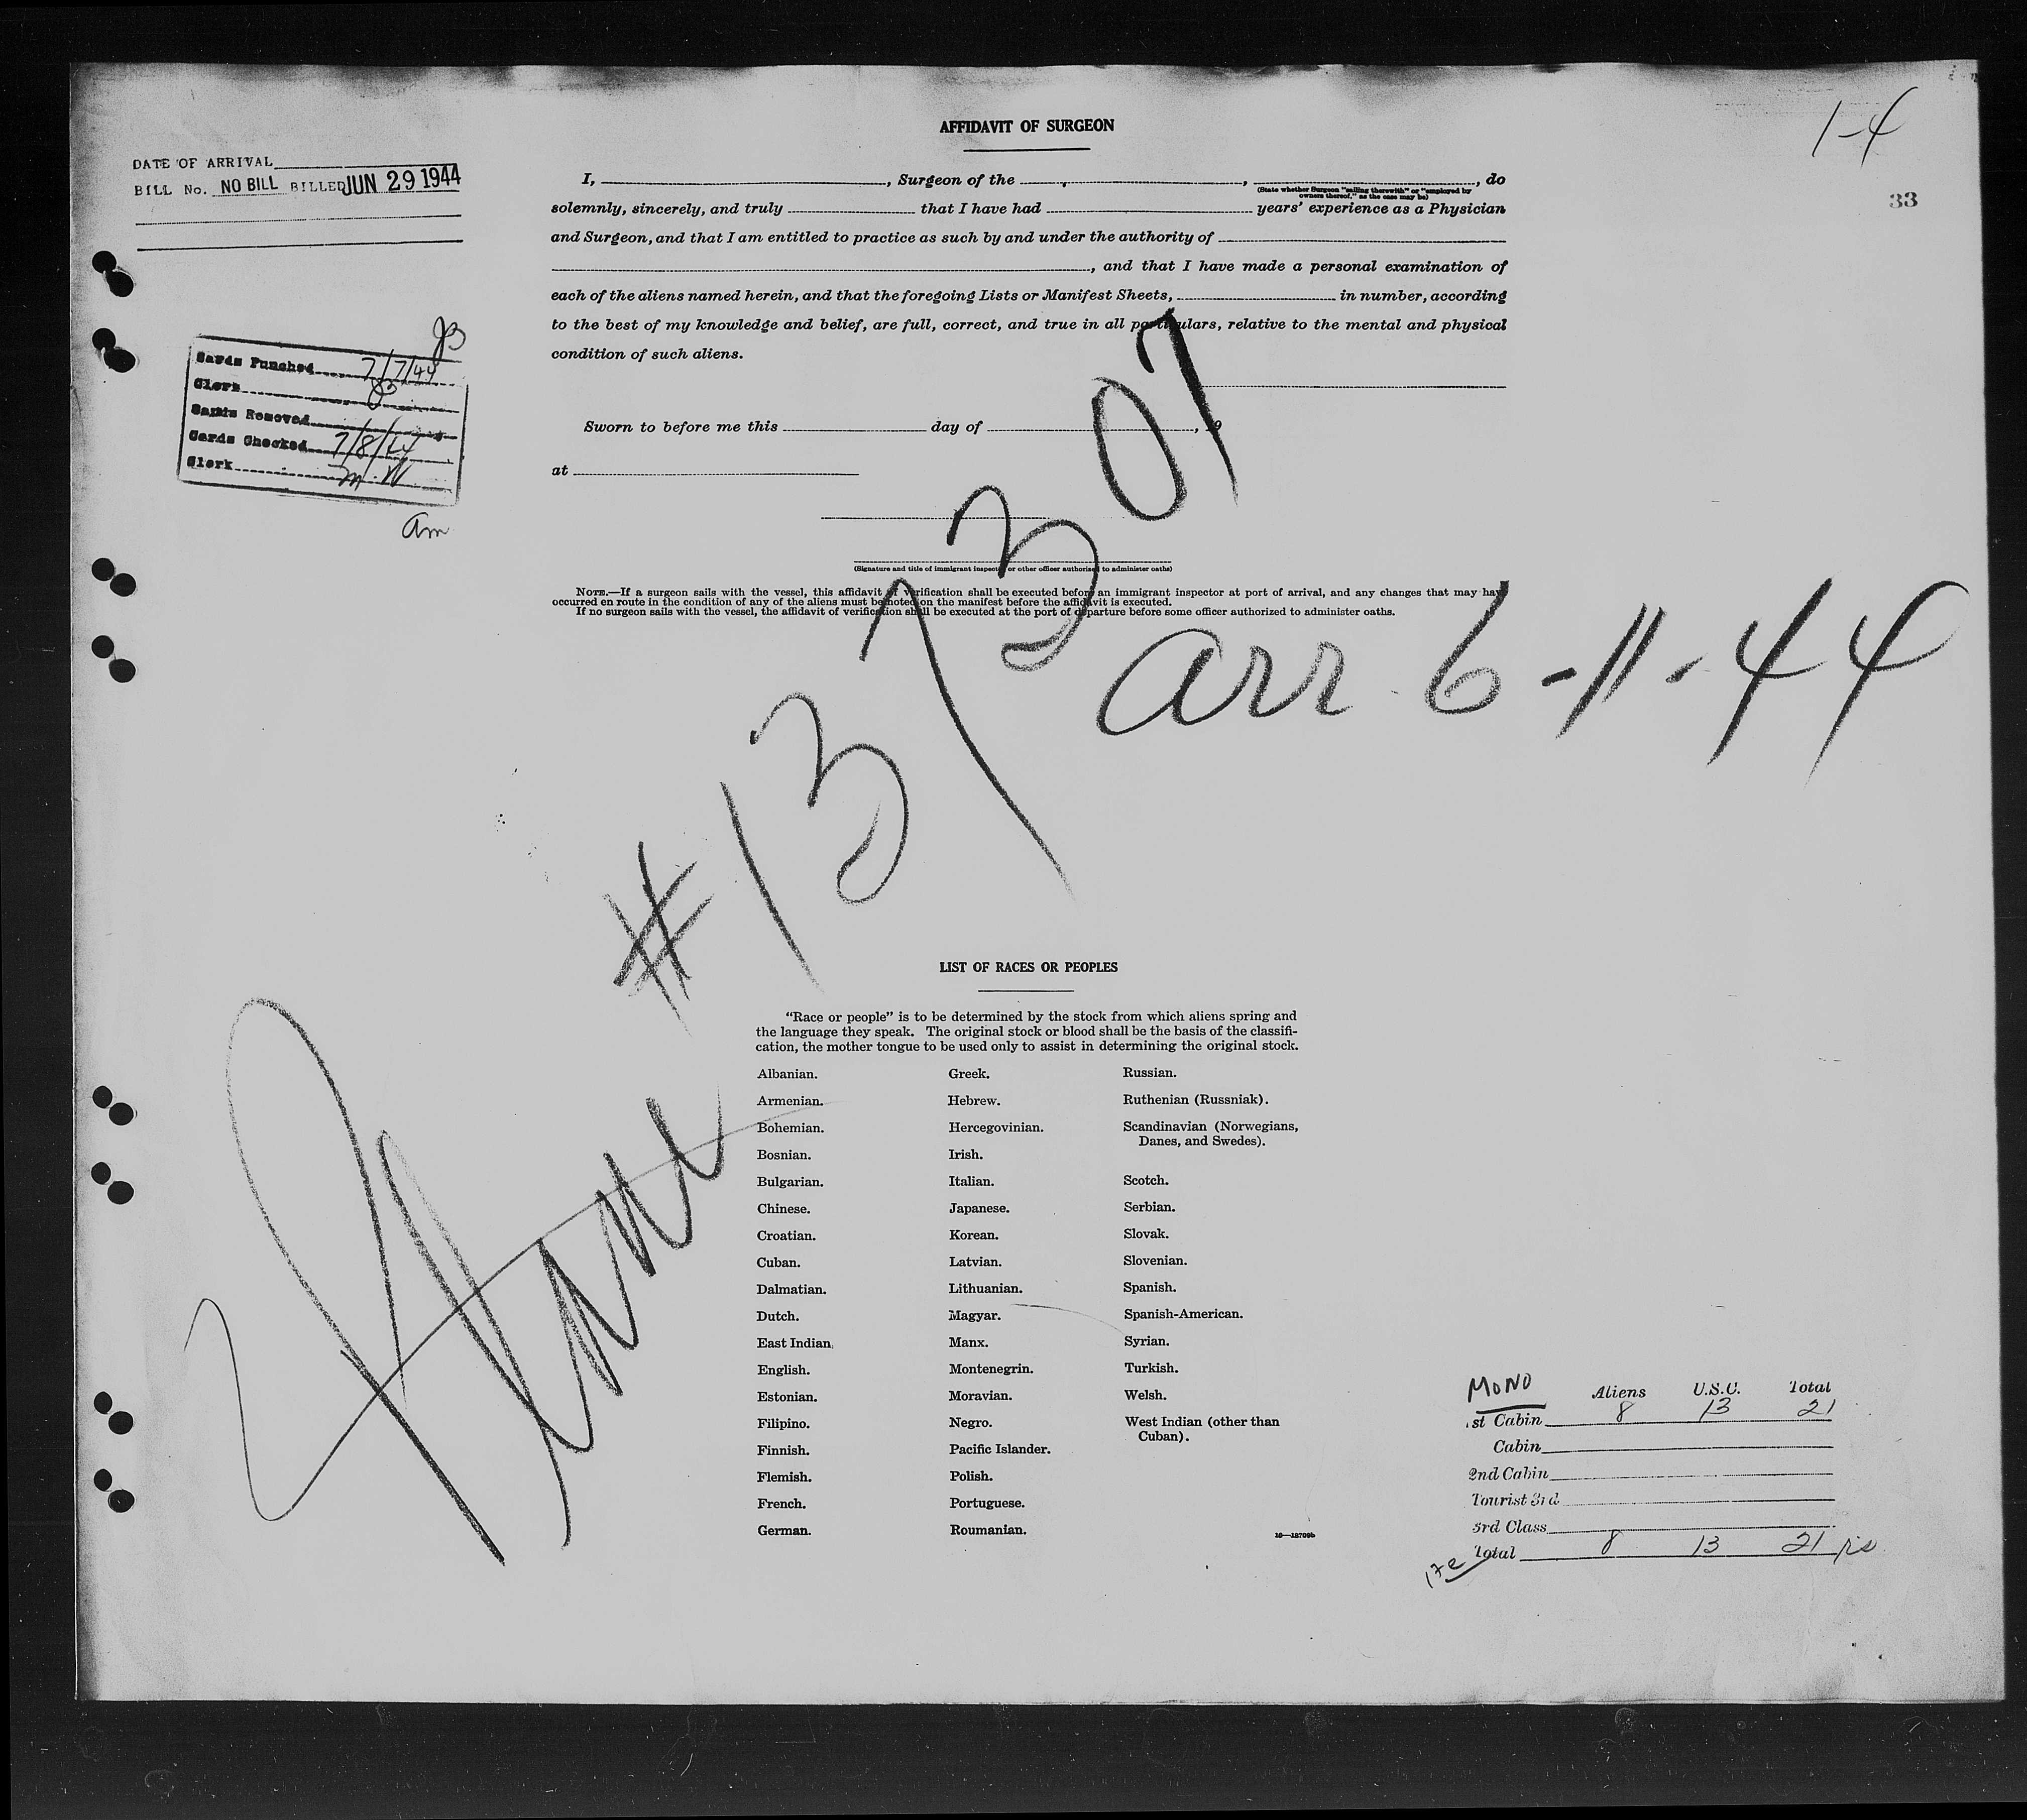 1-4
33
DATE OF ARRIVAL
BILL No. NO BILL BILLED JUN 29 1944
JB
Cards Punched 7/7/44
Clerk JB
Cards Removed
Cards Checked 7/8/44
Clerk M.W
am
AFFIDAVIT OF SURGEON
I, , Surgeon of the , , do
(State whether Surgeon "sailing therewith" or "employed by
owners thereof," as the case may be)
solemnly, sincerely, and truly that I have had years' experience as a Physician
and Surgeon, and that I am entitled to practice as such by and under the authority of
, and that I have made a personal examination of
each of the aliens named herein, and that the foregoing Lists or Manifest Sheets, in number, according
to the best of my knowledge and belief, are full, correct, and true in all particulars, relative to the mental and physical
condition of such aliens.
Sworn to before me this day of , 19
at
(Signature and title of immigrant inspector or other officer authorized to administer oaths)
NOTE.—If a surgeon sails with the vessel, this affidavit of verification shall be executed before an immigrant inspector at port of arrival, and any changes that may have
occurred en route in the condition of any of the aliens must be noted on the manifest before the affidavit is executed.
If no surgeon sails with the vessel, the affidavit of verification shall be executed at the port of departure before some officer authorized to administer oaths.
Plane #137307
arr. 6-11-44
LIST OF RACES OR PEOPLES
"Race or people" is to be determined by the stock from which aliens spring and
the language they speak. The original stock or blood shall be the basis of the classifi-
cation, the mother tongue to be used only to assist in determining the original stock.
Albanian.
Armenian.
Bohemian.
Bosnian.
Bulgarian.
Chinese.
Croatian.
Cuban.
Dalmatian.
Dutch.
East Indian.
English.
Estonian.
Filipino.
Finnish.
Flemish.
French.
German.
Greek.
Hebrew.
Hercegovinian.
Irish.
Italian.
Japanese.
Korean.
Latvian.
Lithuanian.
Magyar.
Manx.
Montenegrin.
Moravian.
Negro.
Pacific Islander.
Polish.
Portuguese.
Roumanian.
Russian.
Ruthenian (Russniak).
Scandinavian (Norwegians,
Danes, and Swedes).
Scotch.
Serbian.
Slovak.
Slovenian.
Spanish.
Spanish-American.
Syrian.
Turkish.
Welsh.
West Indian (other than
Cuban).
16—18709b
MONO Aliens U.S.C. Total
1st Cabin 8 13 21
Cabin
2nd Cabin
Tourist 3rd
3rd Class
Total 8 13 21